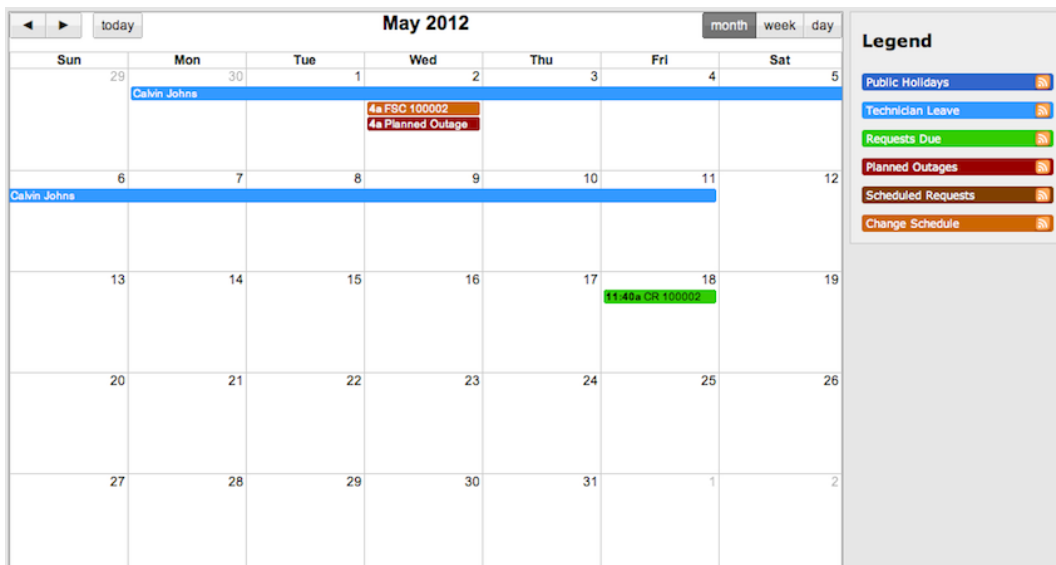 ◄ ► today May 2012 month week day
Sun Mon Tue Wed Thu Fri Sat
29 30 1 2 3 4 5
Calvin Johns
4a FSC 100002
4a Planned Outage
6 7 8 9 10 11 12
Calvin Johns
13 14 15 16 17 18 19
11:40a CR 100002
20 21 22 23 24 25 26
27 28 29 30 31 1 2
Legend
Public Holidays
Technician Leave
Requests Due
Planned Outages
Scheduled Requests
Change Schedule